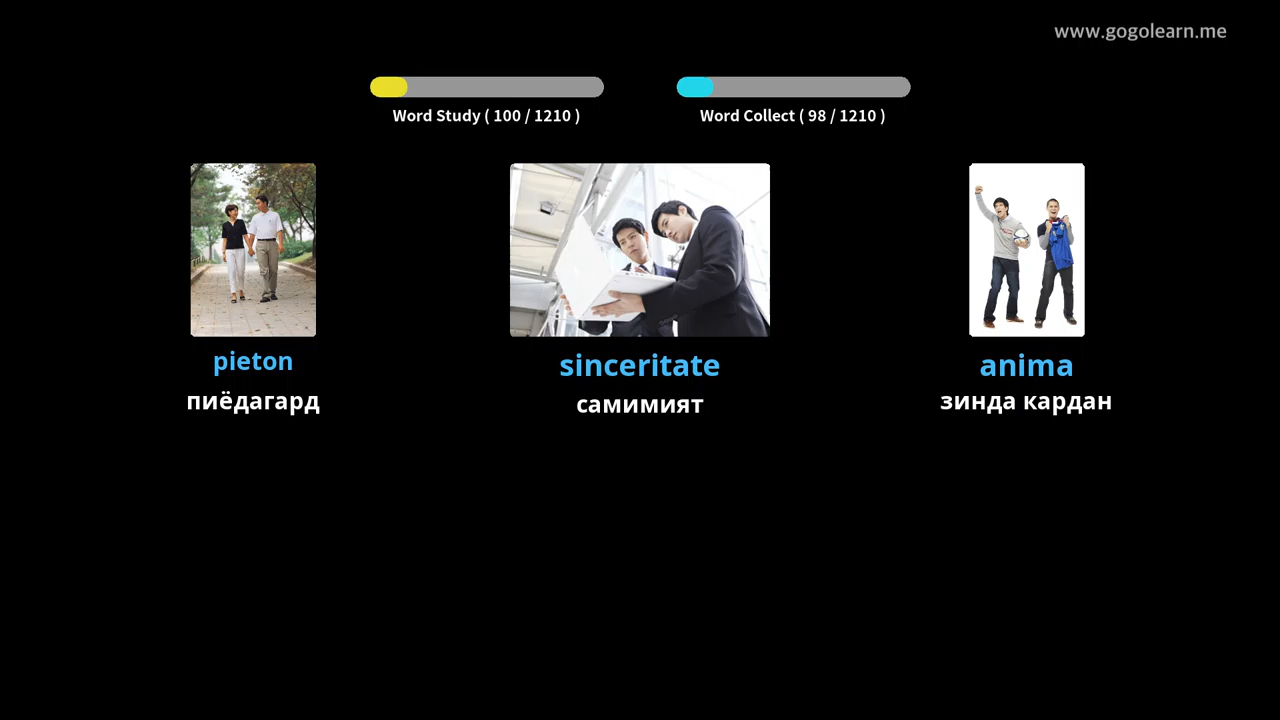 www.gogolearn.me
Word Study ( 100 / 1210 )
Word Collect ( 98 / 1210 )
pieton
sinceritate
anima
пиёдагард
самимият
зинда кардан